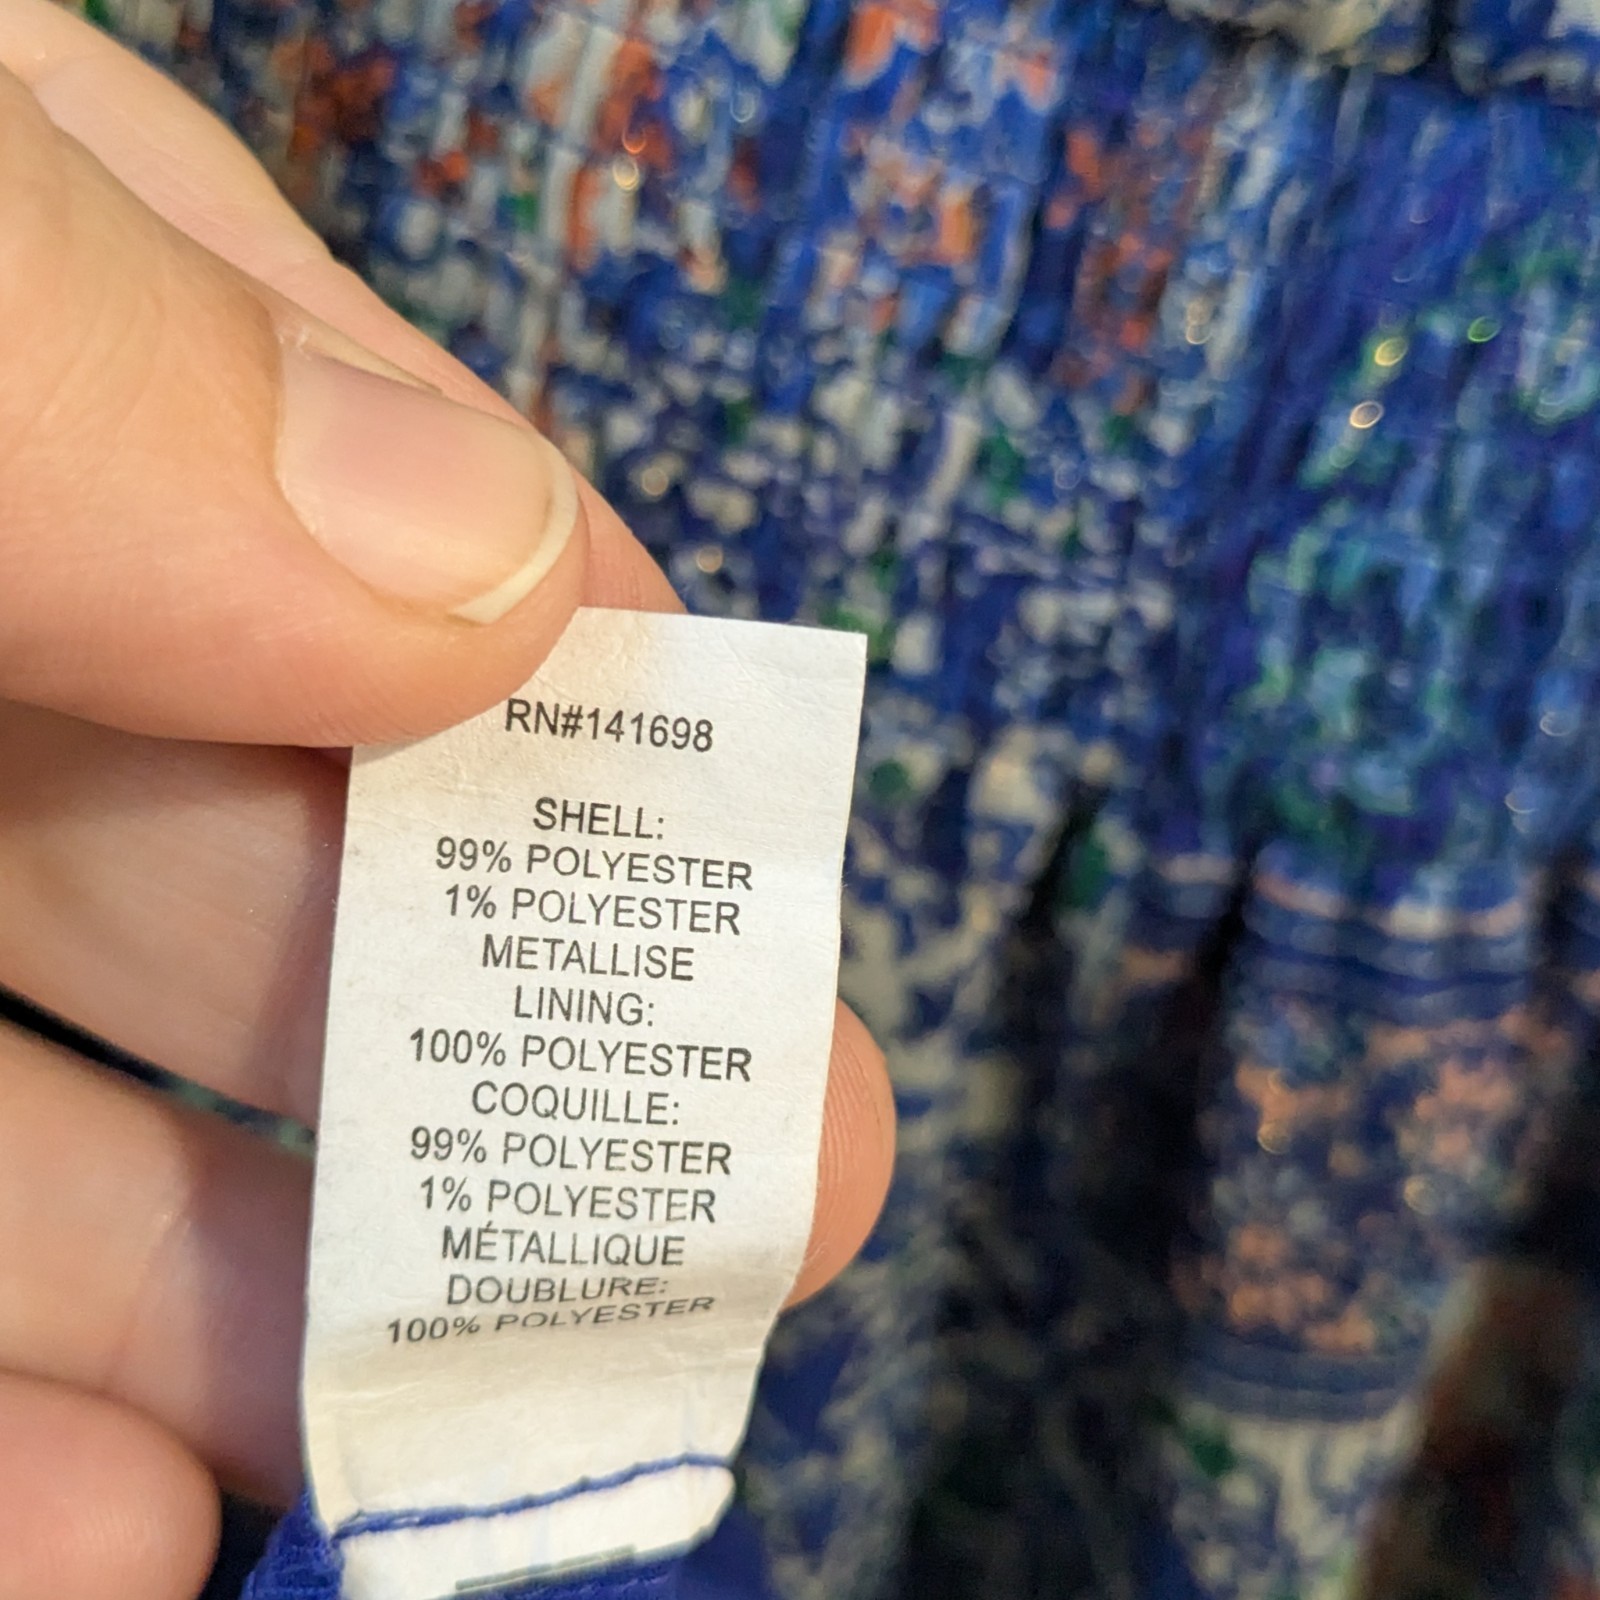 RN#141698
SHELL:
99% POLYESTER
1% POLYESTER
METALLISE
LINING:
100% POLYESTER
COQUILLE:
99% POLYESTER
1% POLYESTER
MÉTALLIQUE
DOUBLURE:
100% POLYESTER